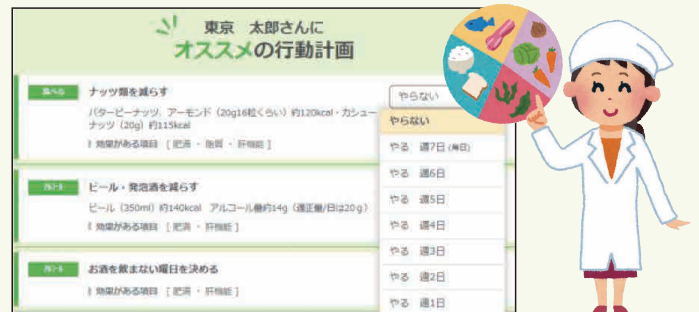 東京 太郎さんに
オススメの行動計画
食べる
ナッツ類を減らす
バターピーナッツ、アーモンド（20g16粒くらい）約120kcal・カシュー
ナッツ（20g）約115kcal
効果がある項目 [ 肥満 ・ 脂質 ・ 肝機能 ]
やらない
やらない
やる 週7日 (毎日)
やる 週6日
やる 週5日
やる 週4日
やる 週3日
やる 週2日
やる 週1日
アルコール
ビール・発泡酒を減らす
ビール（350ml）約140kcal アルコール量約14g（適正量/日は20ｇ）
効果がある項目 [ 肥満 ・ 肝機能 ]
アルコール
お酒を飲まない曜日を決める
効果がある項目 [ 肥満 ・ 肝機能 ]